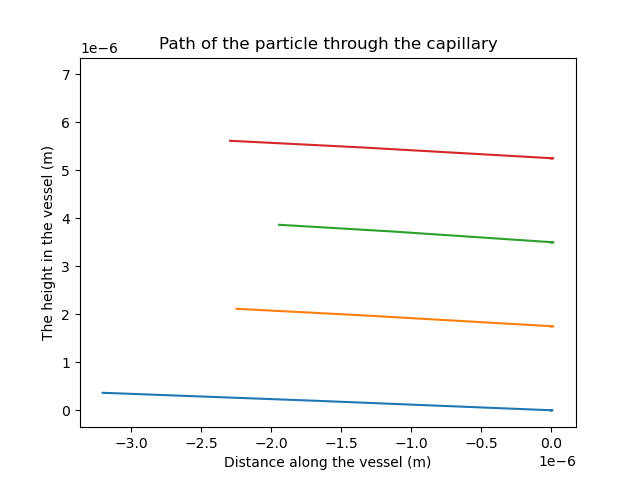 Path of the particle through the capillary
1e−6
7
6
5
4
3
2
1
0
The height in the vessel (m)
−3.0 −2.5 −2.0 −1.5 −1.0 −0.5 0.0
1e−6
Distance along the vessel (m)